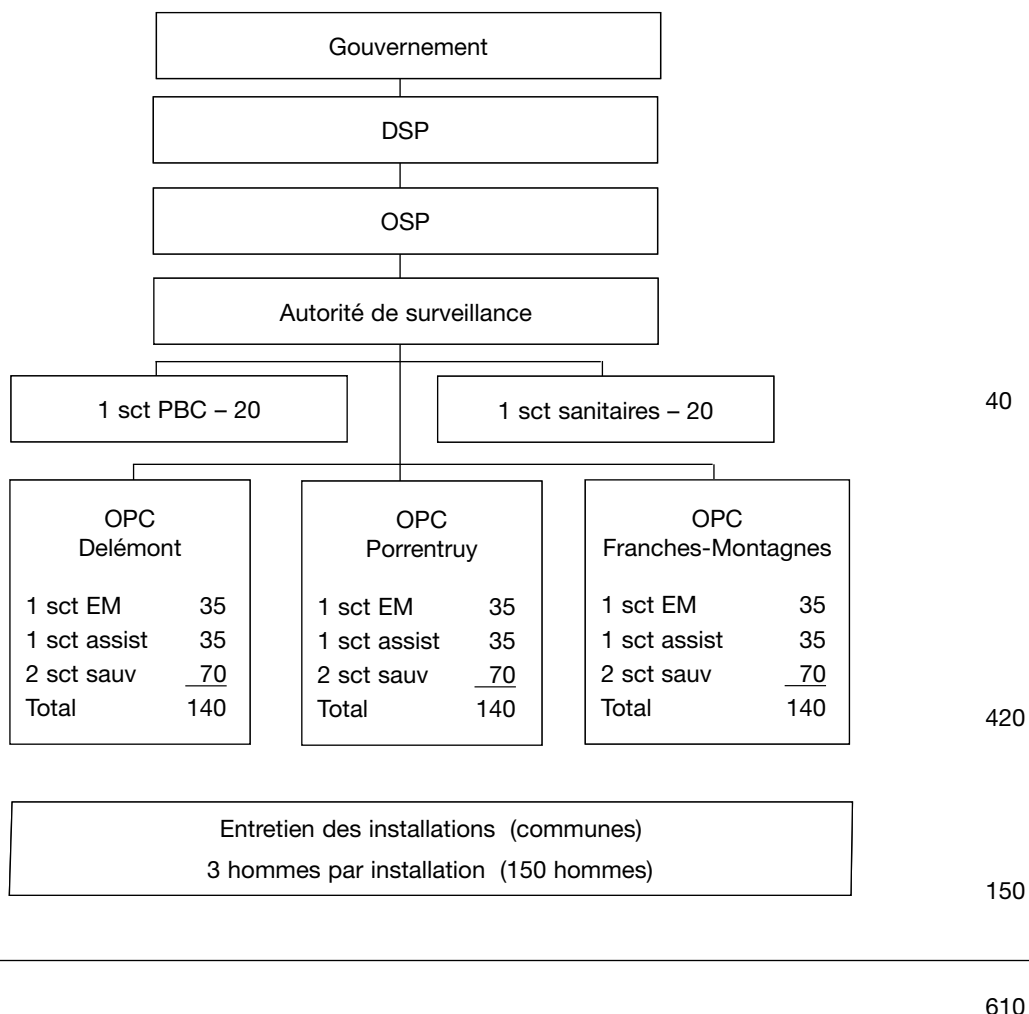 Gouvernement
DSP
OSP
Autorité de surveillance
1 sct PBC – 20
1 sct sanitaires – 20
40
OPC
Delémont
1 sct EM 35
1 sct assist 35
2 sct sauv 70
Total 140
OPC
Porrentruy
1 sct EM 35
1 sct assist 35
2 sct sauv 70
Total 140
OPC
Franches-Montagnes
1 sct EM 35
1 sct assist 35
2 sct sauv 70
Total 140
420
Entretien des installations (communes)
3 hommes par installation (150 hommes)
150
610